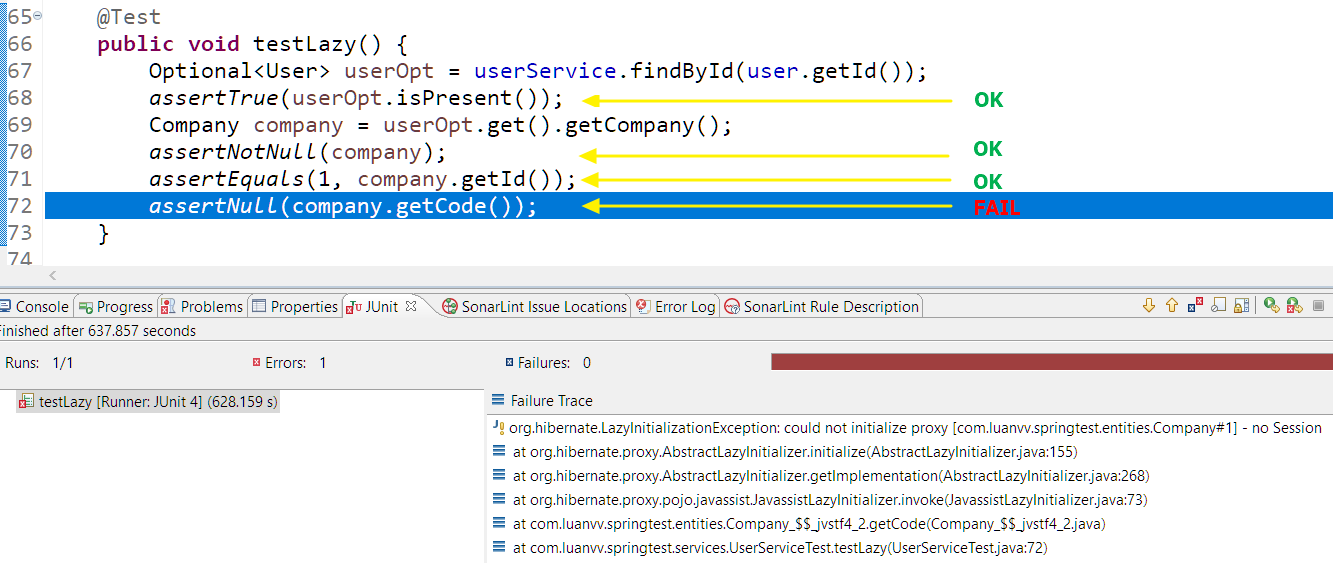 65 @Test
66 public void testLazy() {
67 Optional<User> userOpt = userService.findById(user.getId());
68 assertTrue(userOpt.isPresent()); OK
69 Company company = userOpt.get().getCompany();
70 assertNotNull(company); OK
71 assertEquals(1, company.getId()); OK
72 assertNull(company.getCode()); FAIL
73 }
74
Console Progress Problems Properties JUnit SonarLint Issue Locations Error Log SonarLint Rule Description
Finished after 637.857 seconds
Runs: 1/1 Errors: 1 Failures: 0
testLazy [Runner: JUnit 4] (628.159 s)
Failure Trace
org.hibernate.LazyInitializationException: could not initialize proxy [com.luanvv.springtest.entities.Company#1] - no Session
at org.hibernate.proxy.AbstractLazyInitializer.initialize(AbstractLazyInitializer.java:155)
at org.hibernate.proxy.AbstractLazyInitializer.getImplementation(AbstractLazyInitializer.java:268)
at org.hibernate.proxy.pojo.javassist.JavassistLazyInitializer.invoke(JavassistLazyInitializer.java:73)
at com.luanvv.springtest.entities.Company_$$_jvstf4_2.getCode(Company_$$_jvstf4_2.java)
at com.luanvv.springtest.services.UserServiceTest.testLazy(UserServiceTest.java:72)